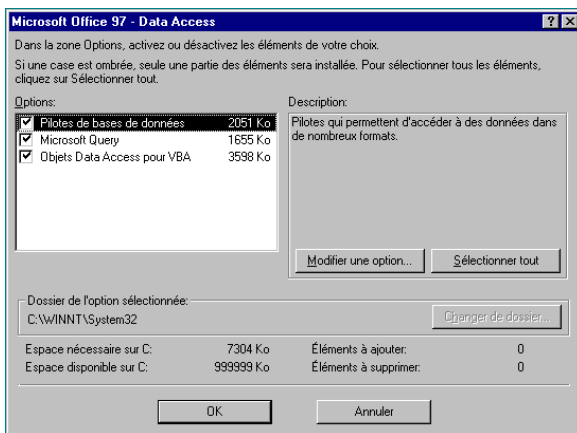 Microsoft Office 97 - Data Access
Dans la zone Options, activez ou désactivez les éléments de votre choix.
Si une case est ombrée, seule une partie des éléments sera installée. Pour sélectionner tous les éléments,
cliquez sur Sélectionner tout.
Options:
Pilotes de bases de données 2051 Ko
Microsoft Query 1655 Ko
Objets Data Access pour VBA 3598 Ko
Description:
Pilotes qui permettent d'accéder à des données dans
de nombreux formats.
Modifier une option... Sélectionner tout
Dossier de l'option sélectionnée:
C:\WINNT\System32
Changer de dossier...
Espace nécessaire sur C: 7304 Ko Éléments à ajouter: 0
Espace disponible sur C: 999999 Ko Éléments à supprimer: 0
OK Annuler